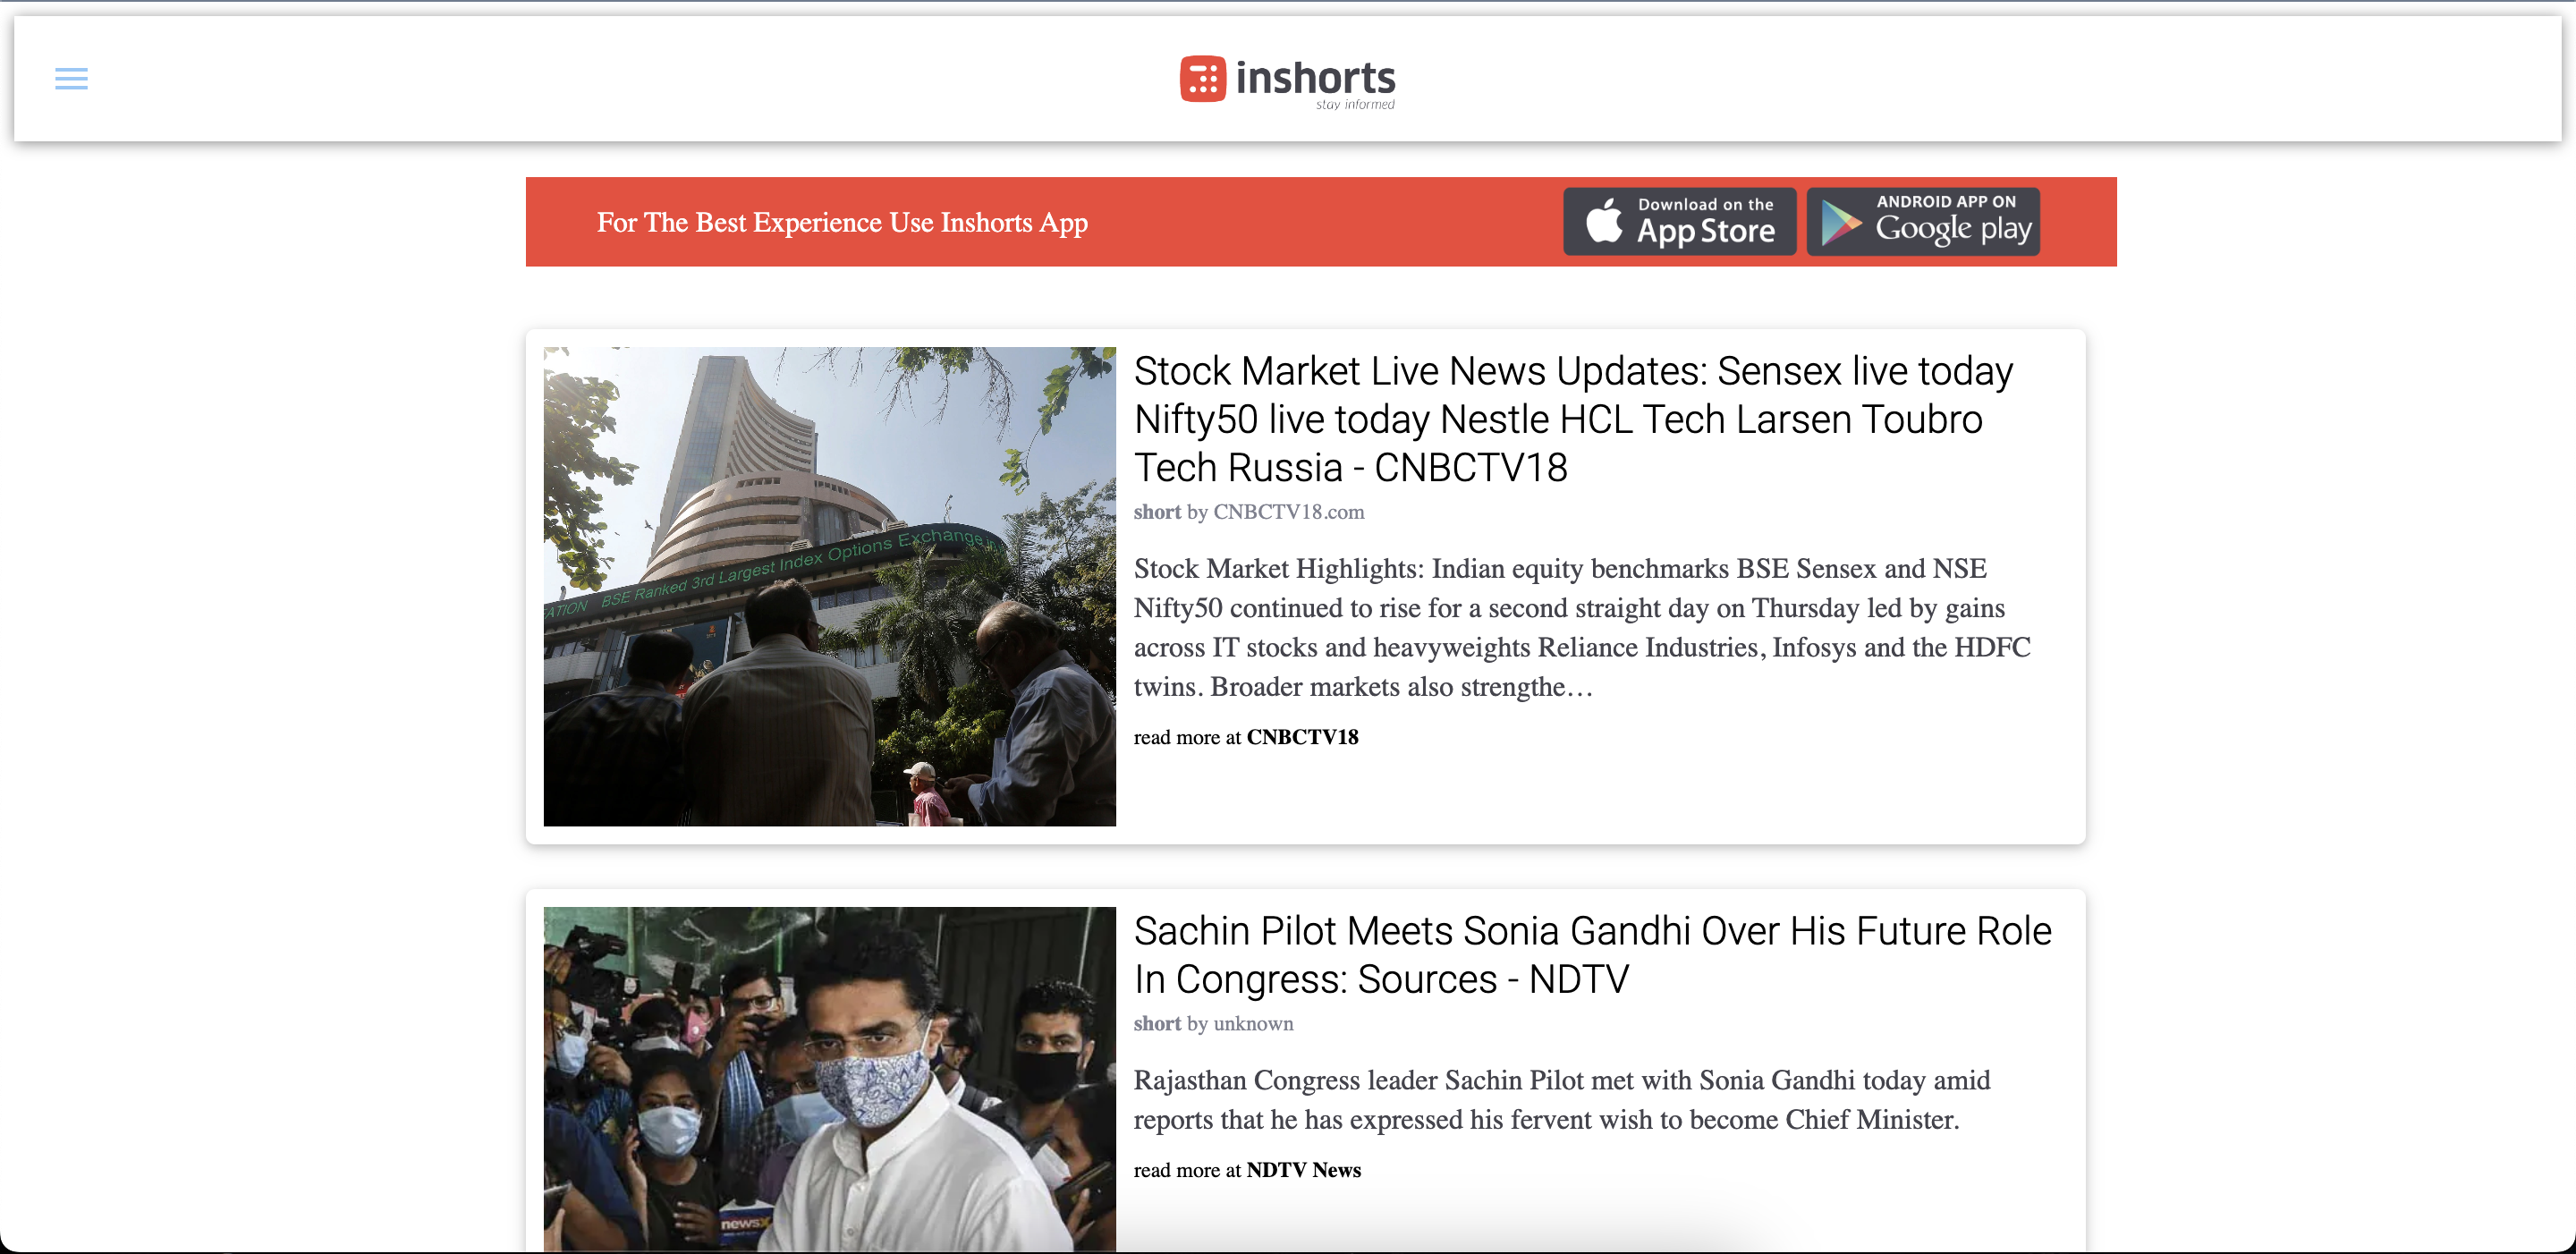 inshorts
stay informed
For The Best Experience Use Inshorts App
Download on the
App Store
ANDROID APP ON
Google play
Stock Market Live News Updates: Sensex live today
Nifty50 live today Nestle HCL Tech Larsen Toubro
Tech Russia - CNBCTV18
short by CNBCTV18.com
Stock Market Highlights: Indian equity benchmarks BSE Sensex and NSE
Nifty50 continued to rise for a second straight day on Thursday led by gains
across IT stocks and heavyweights Reliance Industries, Infosys and the HDFC
twins. Broader markets also strengthe…
read more at CNBCTV18
ATION BSE Ranked 3rd Largest Index Options Exchange in
Sachin Pilot Meets Sonia Gandhi Over His Future Role
In Congress: Sources - NDTV
short by unknown
Rajasthan Congress leader Sachin Pilot met with Sonia Gandhi today amid
reports that he has expressed his fervent wish to become Chief Minister.
read more at NDTV News
newsX